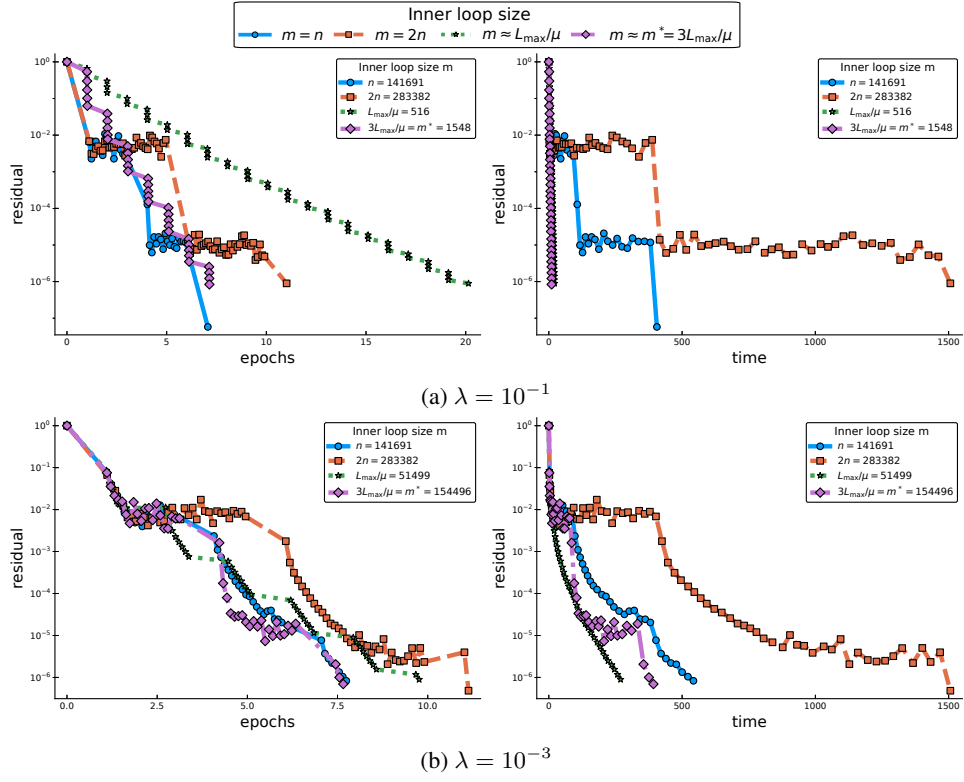 Inner loop size
m = n   m = 2n   m ≈ L_max/μ   m ≈ m* = 3L_max/μ
10^0
10^−2
10^−4
10^−6
residual
0 5 10 15 20
epochs
Inner loop size m
n = 141691
2n = 283382
L_max/μ = 516
3L_max/μ = m* = 1548
10^0
10^−2
10^−4
10^−6
residual
0 500 1000 1500
time
Inner loop size m
n = 141691
2n = 283382
L_max/μ = 516
3L_max/μ = m* = 1548
(a) λ = 10^−1
10^0
10^−1
10^−2
10^−3
10^−4
10^−5
10^−6
residual
0.0 2.5 5.0 7.5 10.0
epochs
Inner loop size m
n = 141691
2n = 283382
L_max/μ = 51499
3L_max/μ = m* = 154496
10^0
10^−1
10^−2
10^−3
10^−4
10^−5
10^−6
residual
0 500 1000 1500
time
Inner loop size m
n = 141691
2n = 283382
L_max/μ = 51499
3L_max/μ = m* = 154496
(b) λ = 10^−3